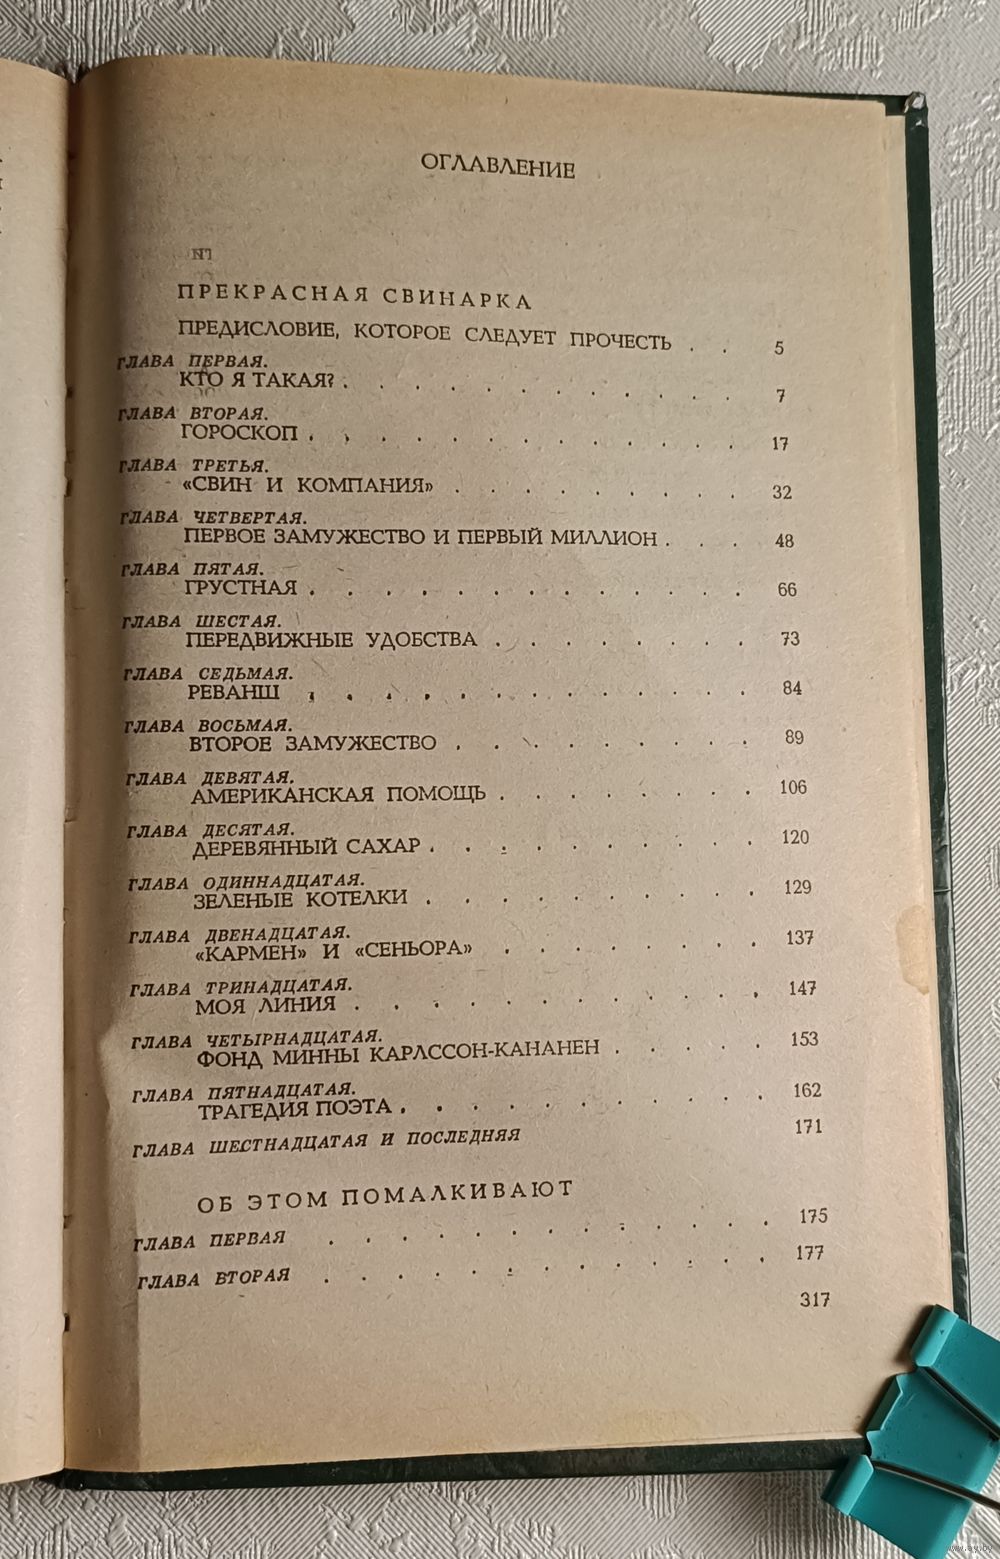 ОГЛАВЛЕНИЕ
ПРЕКРАСНАЯ СВИНАРКА
ПРЕДИСЛОВИЕ, КОТОРОЕ СЛЕДУЕТ ПРОЧЕСТЬ . . 5
ГЛАВА ПЕРВАЯ.
КТО Я ТАКАЯ? . . . . . . . . . . . 7
ГЛАВА ВТОРАЯ.
ГОРОСКОП . . . . . . . . . . . . 17
ГЛАВА ТРЕТЬЯ.
«СВИН И КОМПАНИЯ» . . . . . . . . 32
ГЛАВА ЧЕТВЕРТАЯ.
ПЕРВОЕ ЗАМУЖЕСТВО И ПЕРВЫЙ МИЛЛИОН . . . 48
ГЛАВА ПЯТАЯ.
ГРУСТНАЯ . . . . . . . . . . . . 66
ГЛАВА ШЕСТАЯ.
ПЕРЕДВИЖНЫЕ УДОБСТВА . . . . . . . 73
ГЛАВА СЕДЬМАЯ.
РЕВАНШ . . . . . . . . . . . . 84
ГЛАВА ВОСЬМАЯ.
ВТОРОЕ ЗАМУЖЕСТВО . . . . . . . . 89
ГЛАВА ДЕВЯТАЯ.
АМЕРИКАНСКАЯ ПОМОЩЬ . . . . . . . 106
ГЛАВА ДЕСЯТАЯ.
ДЕРЕВЯННЫЙ САХАР . . . . . . . . . 120
ГЛАВА ОДИННАДЦАТАЯ.
ЗЕЛЕНЫЕ КОТЕЛКИ . . . . . . . . . 129
ГЛАВА ДВЕНАДЦАТАЯ.
«КАРМЕН» И «СЕНЬОРА» . . . . . . . 137
ГЛАВА ТРИНАДЦАТАЯ.
МОЯ ЛИНИЯ . . . . . . . . . . . 147
ГЛАВА ЧЕТЫРНАДЦАТАЯ.
ФОНД МИННЫ КАРЛССОН-КАНАНЕН . . . . . 153
ГЛАВА ПЯТНАДЦАТАЯ.
ТРАГЕДИЯ ПОЭТА . . . . . . . . . . 162
ГЛАВА ШЕСТНАДЦАТАЯ И ПОСЛЕДНЯЯ 171
ОБ ЭТОМ ПОМАЛКИВАЮТ
175
ГЛАВА ПЕРВАЯ . . . . . . . . . . . . . 177
ГЛАВА ВТОРАЯ . . . . . . . . . . . . . 317